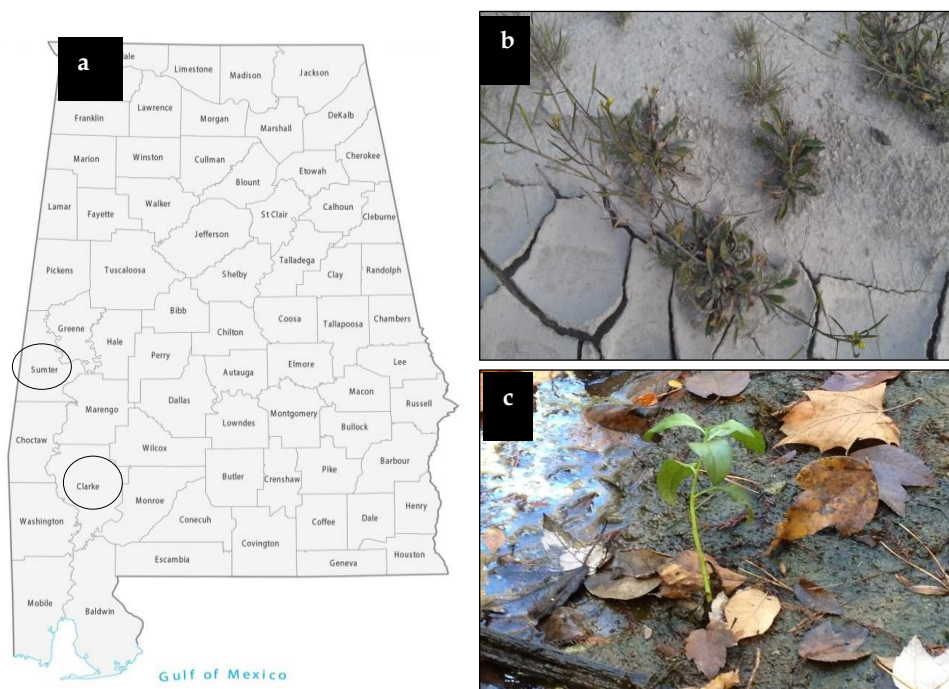 a
ale
Limestone
Madison
Jackson
Franklin
Lawrence
Morgan
Marshall
DeKalb
Marion
Winston
Cullman
Blount
Etowah
Cherokee
Lamar
Fayette
Walker
Jefferson
St Clair
Calhoun
Cleburne
Pickens
Tuscaloosa
Shelby
Talladega
Clay
Randolph
Greene
Hale
Bibb
Chilton
Coosa
Tallapoosa
Chambers
Sumter
Perry
Autauga
Elmore
Lee
Marengo
Dallas
Lowndes
Montgomery
Macon
Bullock
Russell
Choctaw
Wilcox
Clarke
Butler
Crenshaw
Pike
Barbour
Washington
Monroe
Conecuh
Covington
Coffee
Dale
Henry
Escambia
Geneva
Houston
Mobile
Baldwin
Gulf of Mexico
b
c